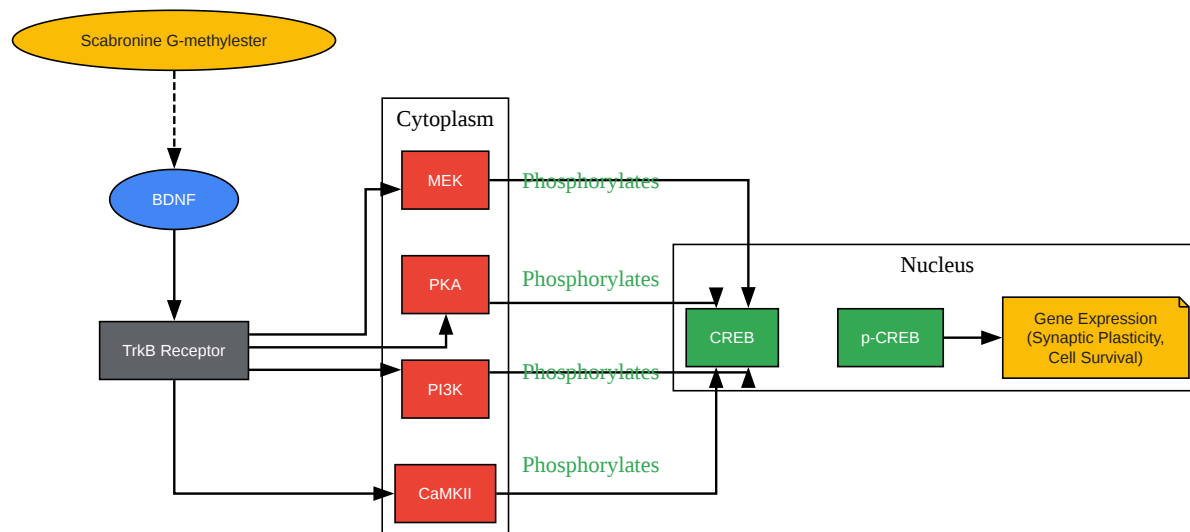 Scabronine G-methylester
Cytoplasm
MEK
Phosphorylates
BDNF
PKA
Phosphorylates
Nucleus
TrkB Receptor
CREB
p-CREB
Gene Expression
(Synaptic Plasticity,
Cell Survival)
PI3K
Phosphorylates
CaMKII
Phosphorylates